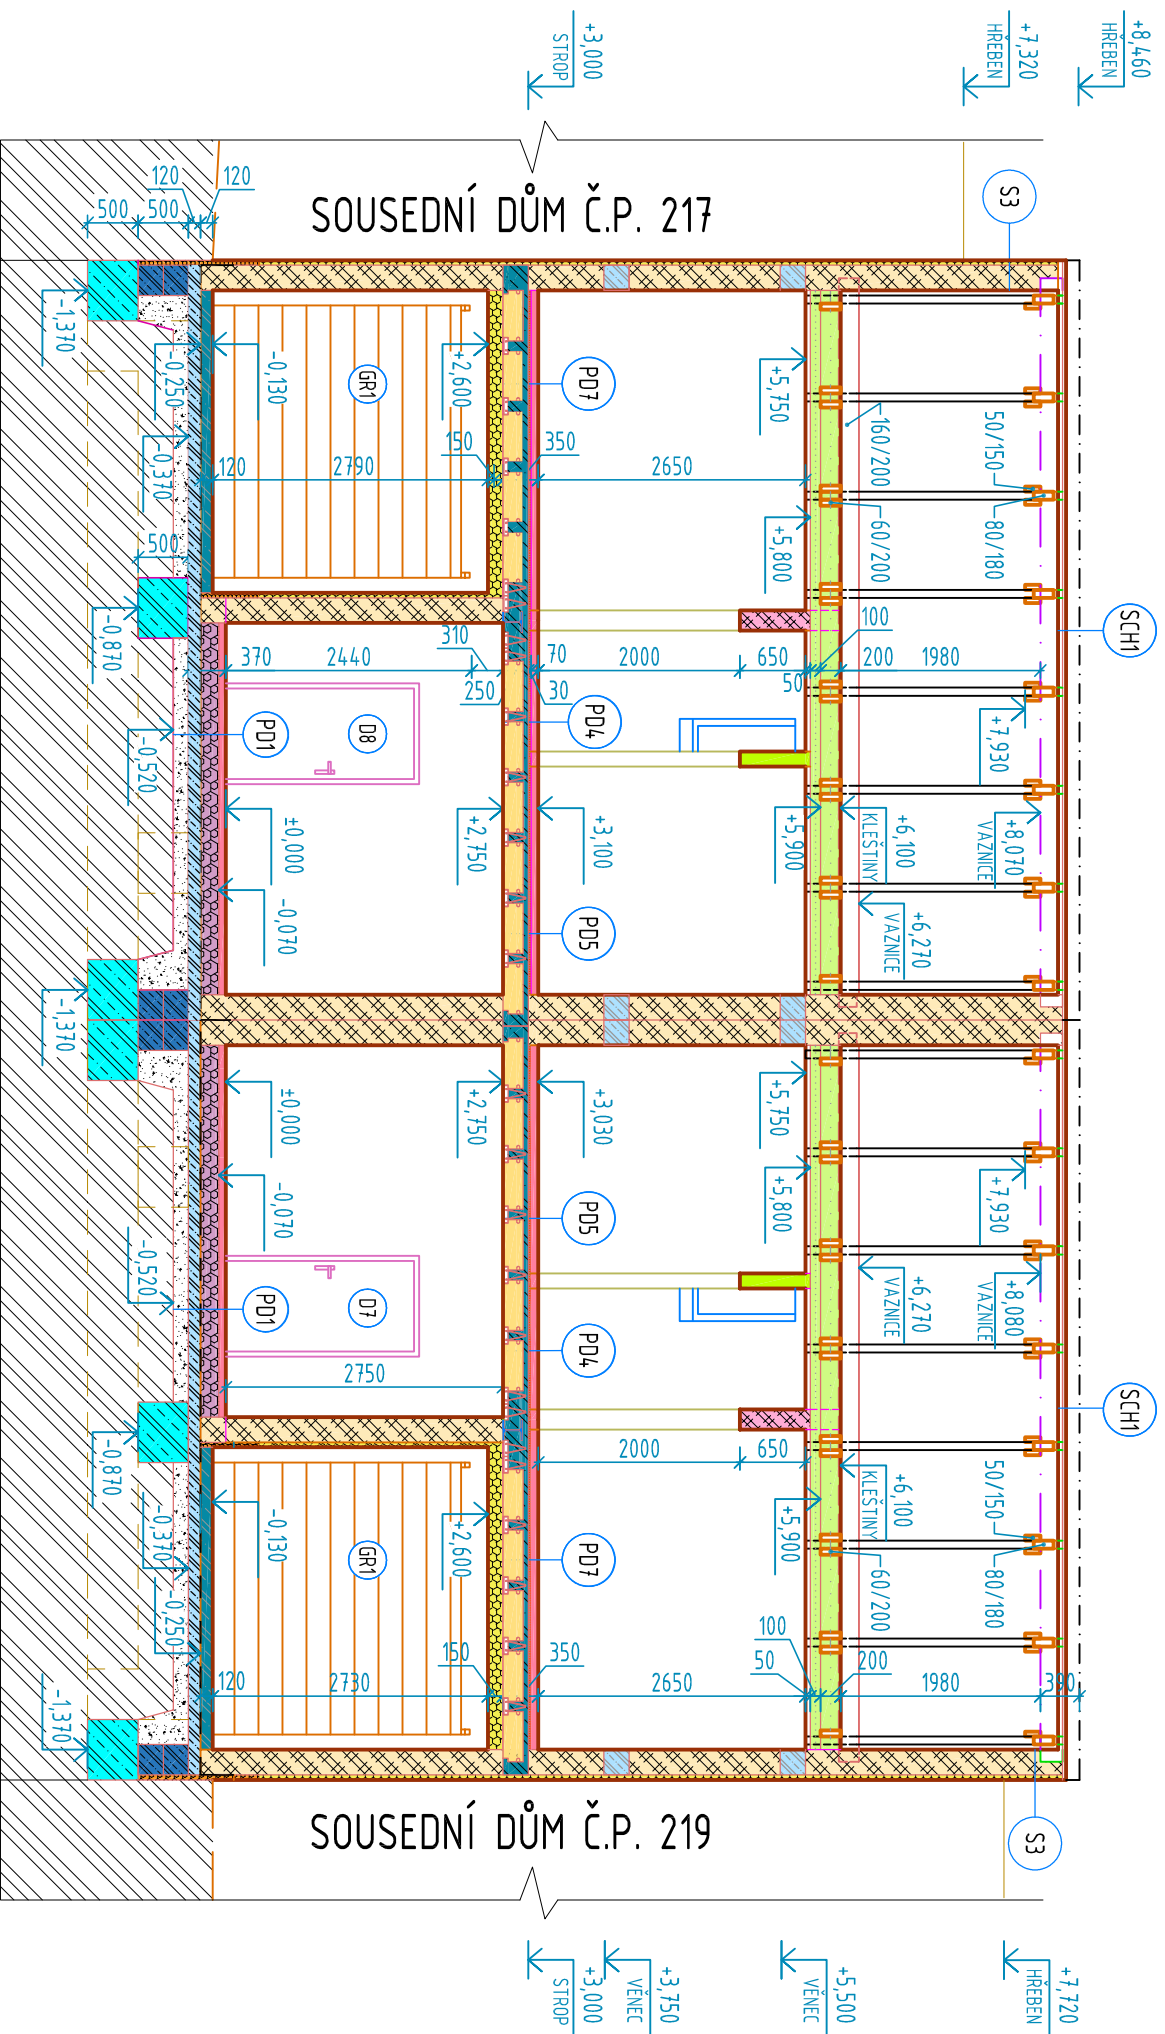 +8,460
HŘEBEN
+7,320
HŘEBEN
+3,000
STROP
SOUSEDNÍ DŮM Č.P. 217
S3
120
120
500
500
-1,370
-0,250
-0,130
+2,600
GR1
PD7
+5,750
160/200
50/150
80/180
-0,370
120
2790
150
350
2650
+5,800
60/200
500
-0,870
SCH1
370
2440
310
250
70
30
2000
650
50
100
200
1980
+7,930
PD1
D8
PD4
-0,520
±0,000
+2,750
+3,100
+5,900
+6,100
KLEŠTINY
+8,070
VAZNICE
-0,070
PD5
+6,270
VAZNICE
-1,370
±0,000
+2,750
+3,030
+5,750
+7,930
-0,070
PD5
+5,800
+6,270
VAZNICE
+8,080
VAZNICE
-0,520
PD1
D7
PD4
2750
SCH1
-0,870
2000
650
+6,100
KLEŠTINY
50/150
80/180
-0,370
-0,130
+2,600
GR1
PD7
+5,900
60/200
-0,250
120
2730
150
350
2650
50
100
200
1980
390
-1,370
S3
SOUSEDNÍ DŮM Č.P. 219
+3,000
STROP
+3,750
VĚNEC
+5,500
VĚNEC
+7,720
HŘEBEN